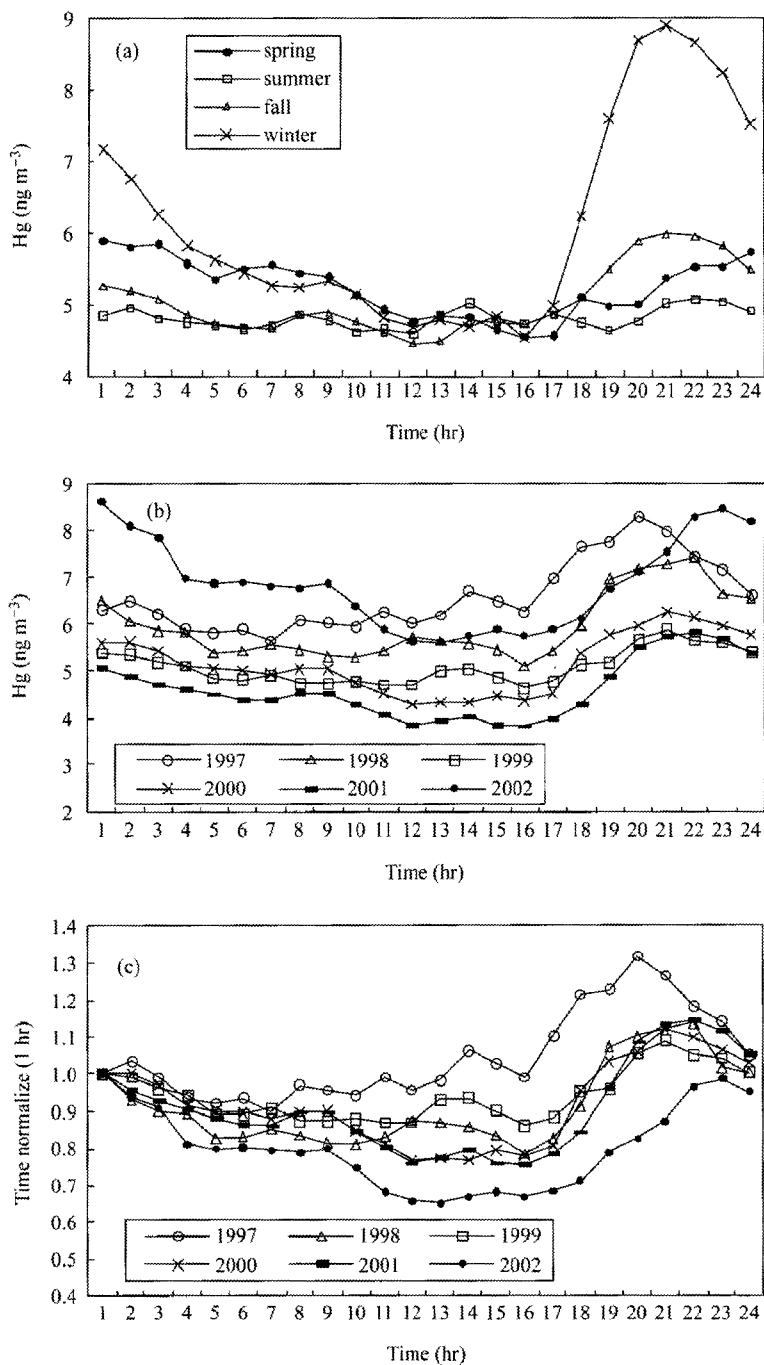 (a)
spring
summer
fall
winter
9
8
7
6
5
4
Hg (ng m⁻³)
1 2 3 4 5 6 7 8 9 10 11 12 13 14 15 16 17 18 19 20 21 22 23 24
Time (hr)
(b)
9
8
7
6
5
4
3
2
Hg (ng m⁻³)
1997 1998 1999
2000 2001 2002
1 2 3 4 5 6 7 8 9 10 11 12 13 14 15 16 17 18 19 20 21 22 23 24
Time (hr)
(c)
1.4
1.3
1.2
1.1
1.0
0.9
0.8
0.7
0.6
0.5
0.4
Time normalize (1 hr)
1997 1998 1999
2000 2001 2002
1 2 3 4 5 6 7 8 9 10 11 12 13 14 15 16 17 18 19 20 21 22 23 24
Time (hr)